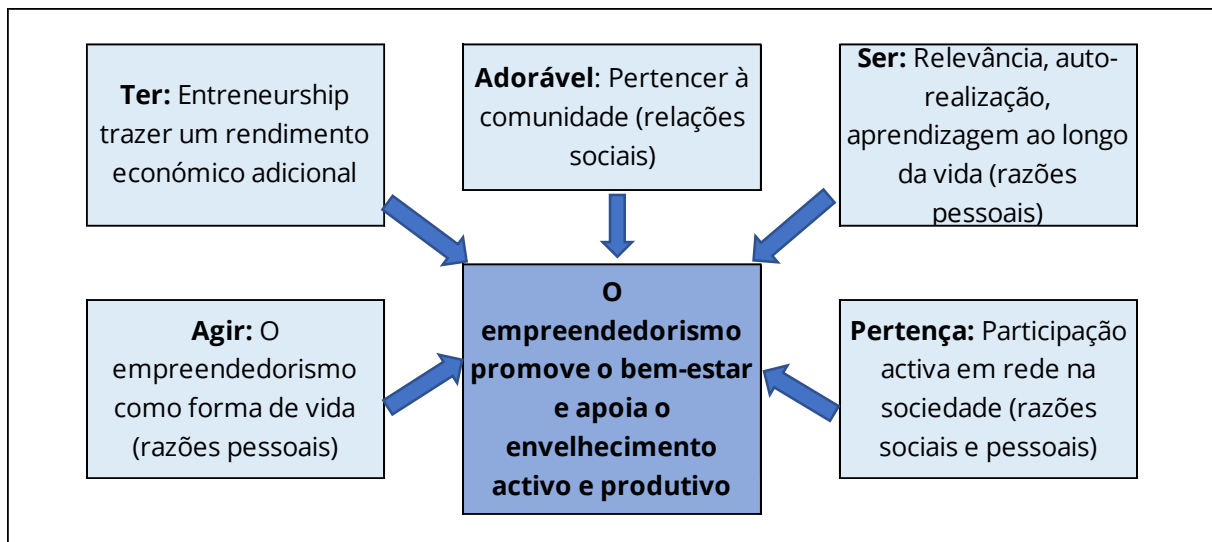 Ter: Entreneurship
trazer um rendimento
económico adicional
Adorável: Pertencer à
comunidade (relações
sociais)
Ser: Relevância, auto-
realização,
aprendizagem ao longo
da vida (razões
pessoais)
Agir: O
empreendedorismo
como forma de vida
(razões pessoais)
O
empreendedorismo
promove o bem-estar
e apoia o
envelhecimento
activo e produtivo
Pertença: Participação
activa em rede na
sociedade (razões
sociais e pessoais)